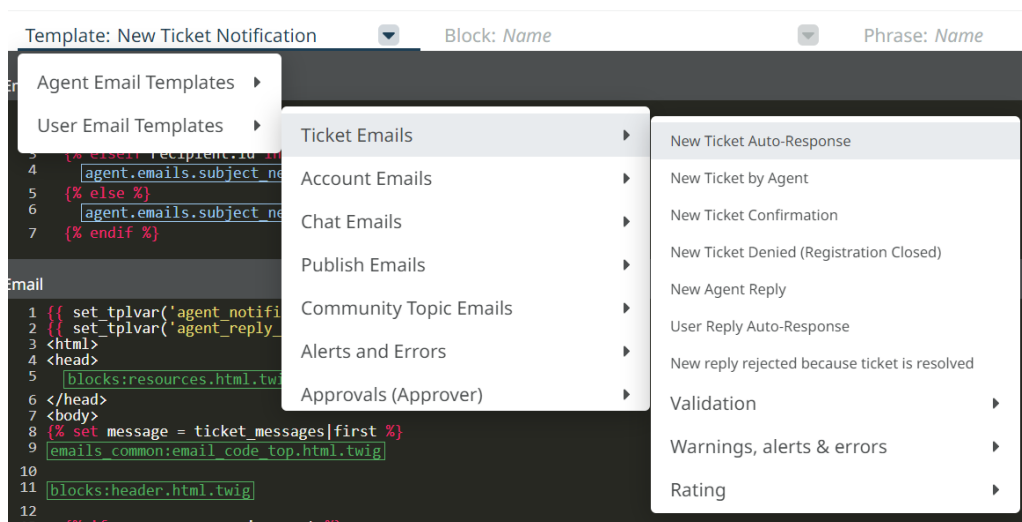 Template: New Ticket Notification
Block: Name
Phrase: Name
Agent Email Templates
User Email Templates
Ticket Emails
Account Emails
Chat Emails
Publish Emails
Community Topic Emails
Alerts and Errors
Approvals (Approver)
New Ticket Auto-Response
New Ticket by Agent
New Ticket Confirmation
New Ticket Denied (Registration Closed)
New Agent Reply
User Reply Auto-Response
New reply rejected because ticket is resolved
Validation
Warnings, alerts & errors
Rating
4 agent.emails.subject_ne
5 {% else %}
6 agent.emails.subject_ne
7 {% endif %}
Email
1 {{ set_tplvar('agent_notifi
2 {{ set_tplvar('agent_reply_
3 <html>
4 <head>
5 blocks:resources.html.twi
6 </head>
7 <body>
8 {% set message = ticket_messages|first %}
9 emails_common:email_code_top.html.twig
10
11 blocks:header.html.twig
12